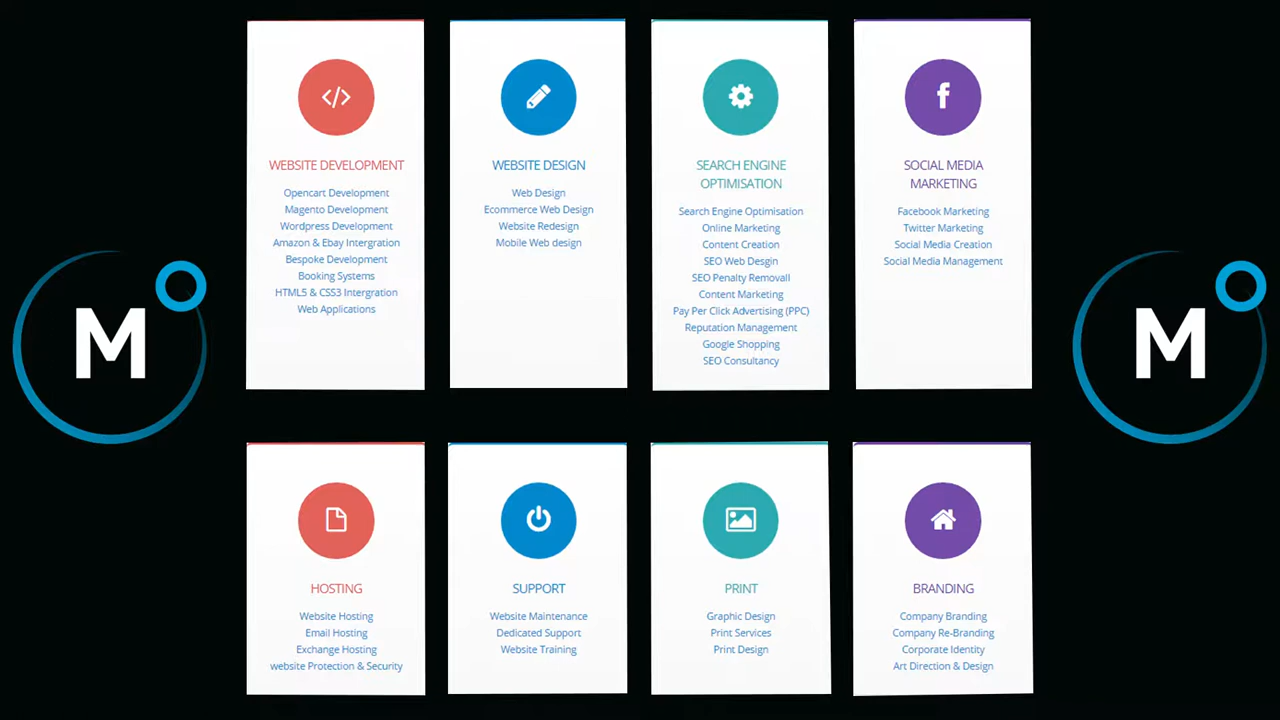 WEBSITE DEVELOPMENT
Opencart Development
Magento Development
Wordpress Development
Amazon & Ebay Intergration
Bespoke Development
Booking Systems
HTML5 & CSS3 Intergration
Web Applications
WEBSITE DESIGN
Web Design
Ecommerce Web Design
Website Redesign
Mobile Web design
SEARCH ENGINE
OPTIMISATION
Search Engine Optimisation
Online Marketing
Content Creation
SEO Web Desgin
SEO Penalty Removall
Content Marketing
Pay Per Click Advertising (PPC)
Reputation Management
Google Shopping
SEO Consultancy
SOCIAL MEDIA
MARKETING
Facebook Marketing
Twitter Marketing
Social Media Creation
Social Media Management
M
M
HOSTING
Website Hosting
Email Hosting
Exchange Hosting
website Protection & Security
SUPPORT
Website Maintenance
Dedicated Support
Website Training
PRINT
Graphic Design
Print Services
Print Design
BRANDING
Company Branding
Company Re-Branding
Corporate Identity
Art Direction & Design